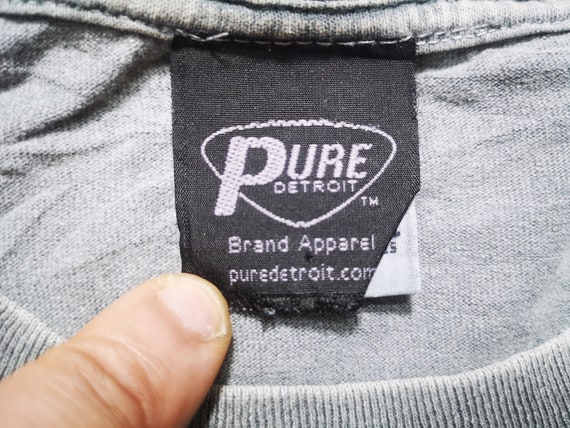 PURE
DETROIT
TM
Brand Apparel
puredetroit.com